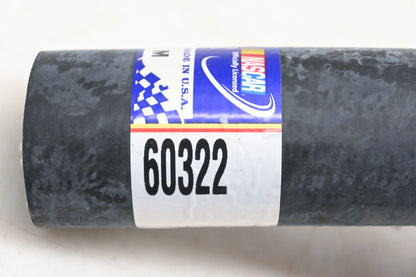 M
MADE IN U.S.A.
NASCAR
Officially Licensed
60322